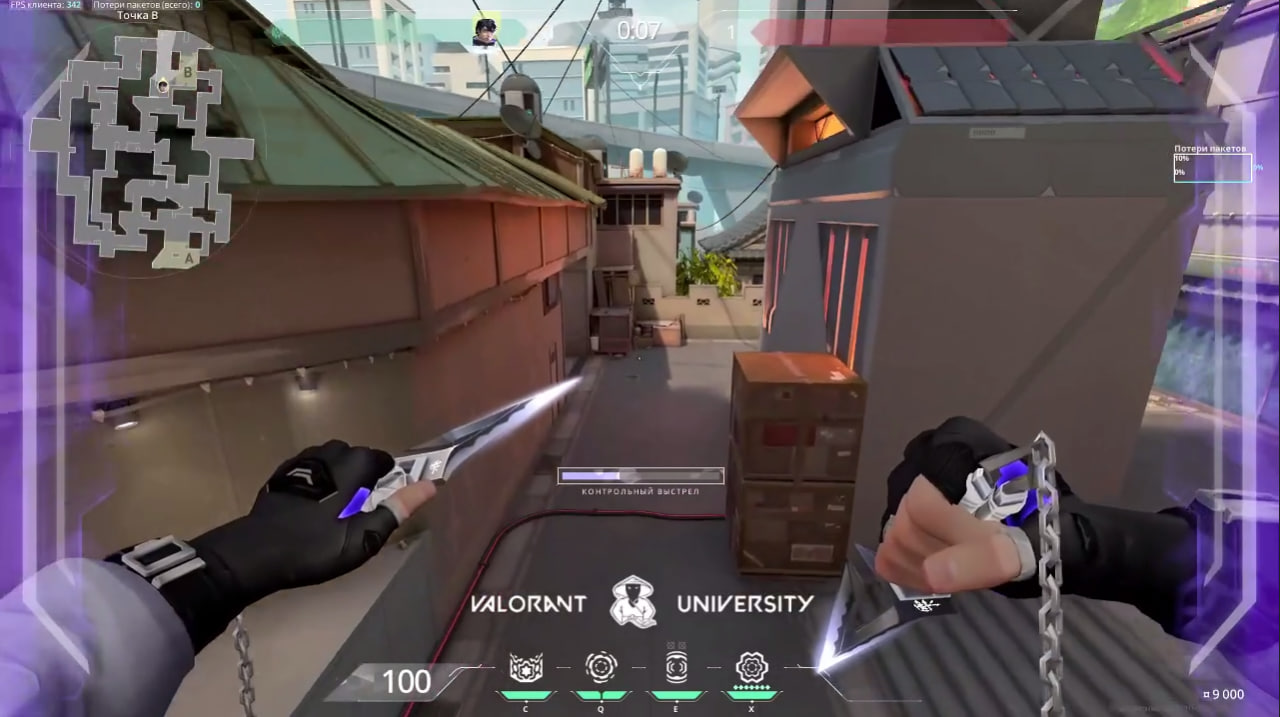 FPS клиента: 342 Потери пакетов (всего): 0
Точка B
B
A
0:07
1
Потери пакетов
10%
0%
КОНТРОЛЬНЫЙ ВЫСТРЕЛ
VALORANT UNIVERSITY
100
C Q E X
¤ 9 000